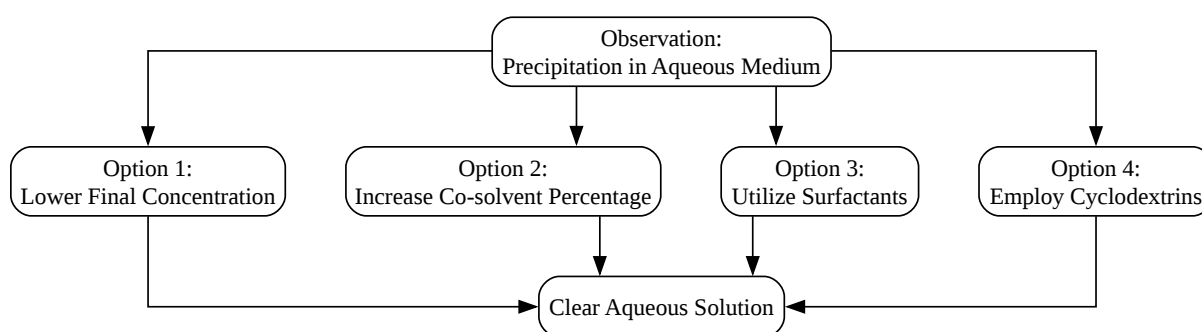 Observation:
Precipitation in Aqueous Medium
Option 1:
Lower Final Concentration
Option 2:
Increase Co-solvent Percentage
Option 3:
Utilize Surfactants
Option 4:
Employ Cyclodextrins
Clear Aqueous Solution